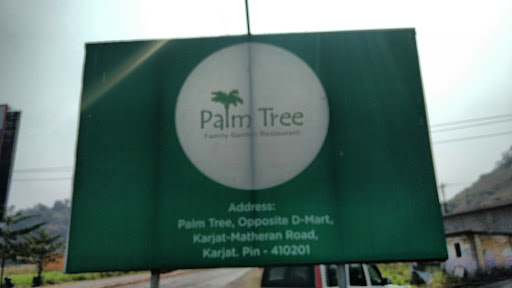 Palm Tree
Family Garden Restaurant
Address:
Palm Tree, Opposite D-Mart,
Karjat-Matheran Road,
Karjat. Pin - 410201